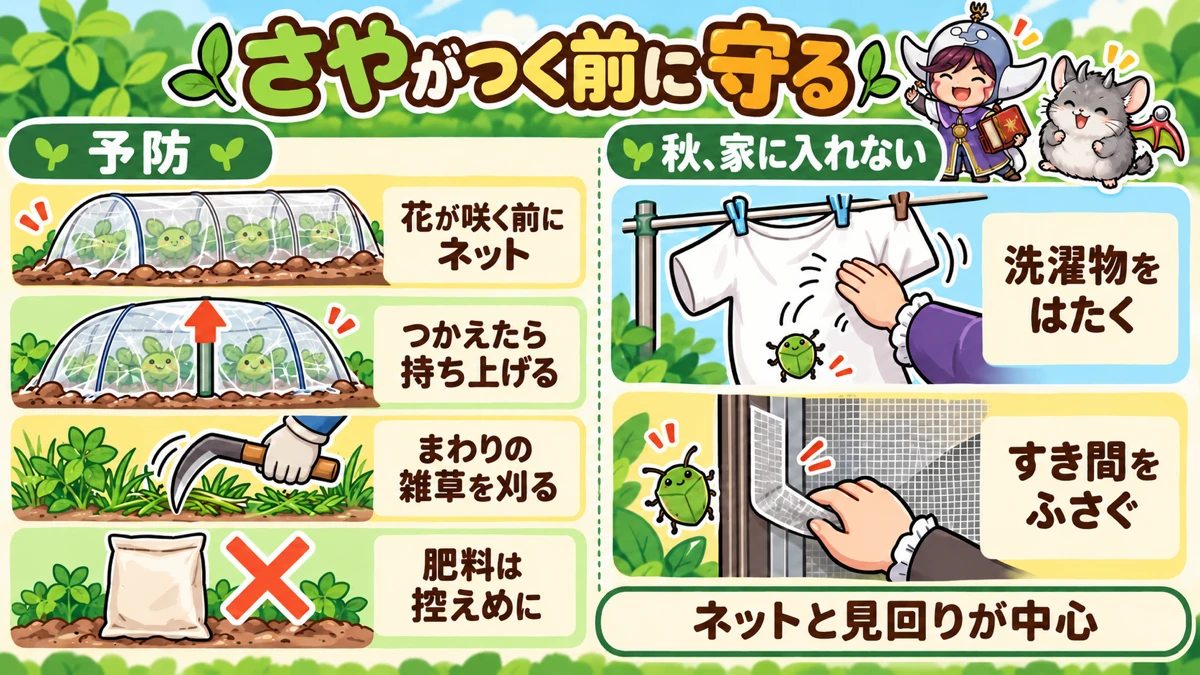 さやがつく前に守る
予防
花が咲く前に
ネット
つかえたら
持ち上げる
まわりの
雑草を刈る
肥料は
控えめに
秋、家に入れない
洗濯物を
はたく
すき間を
ふさぐ
ネットと見回りが中心